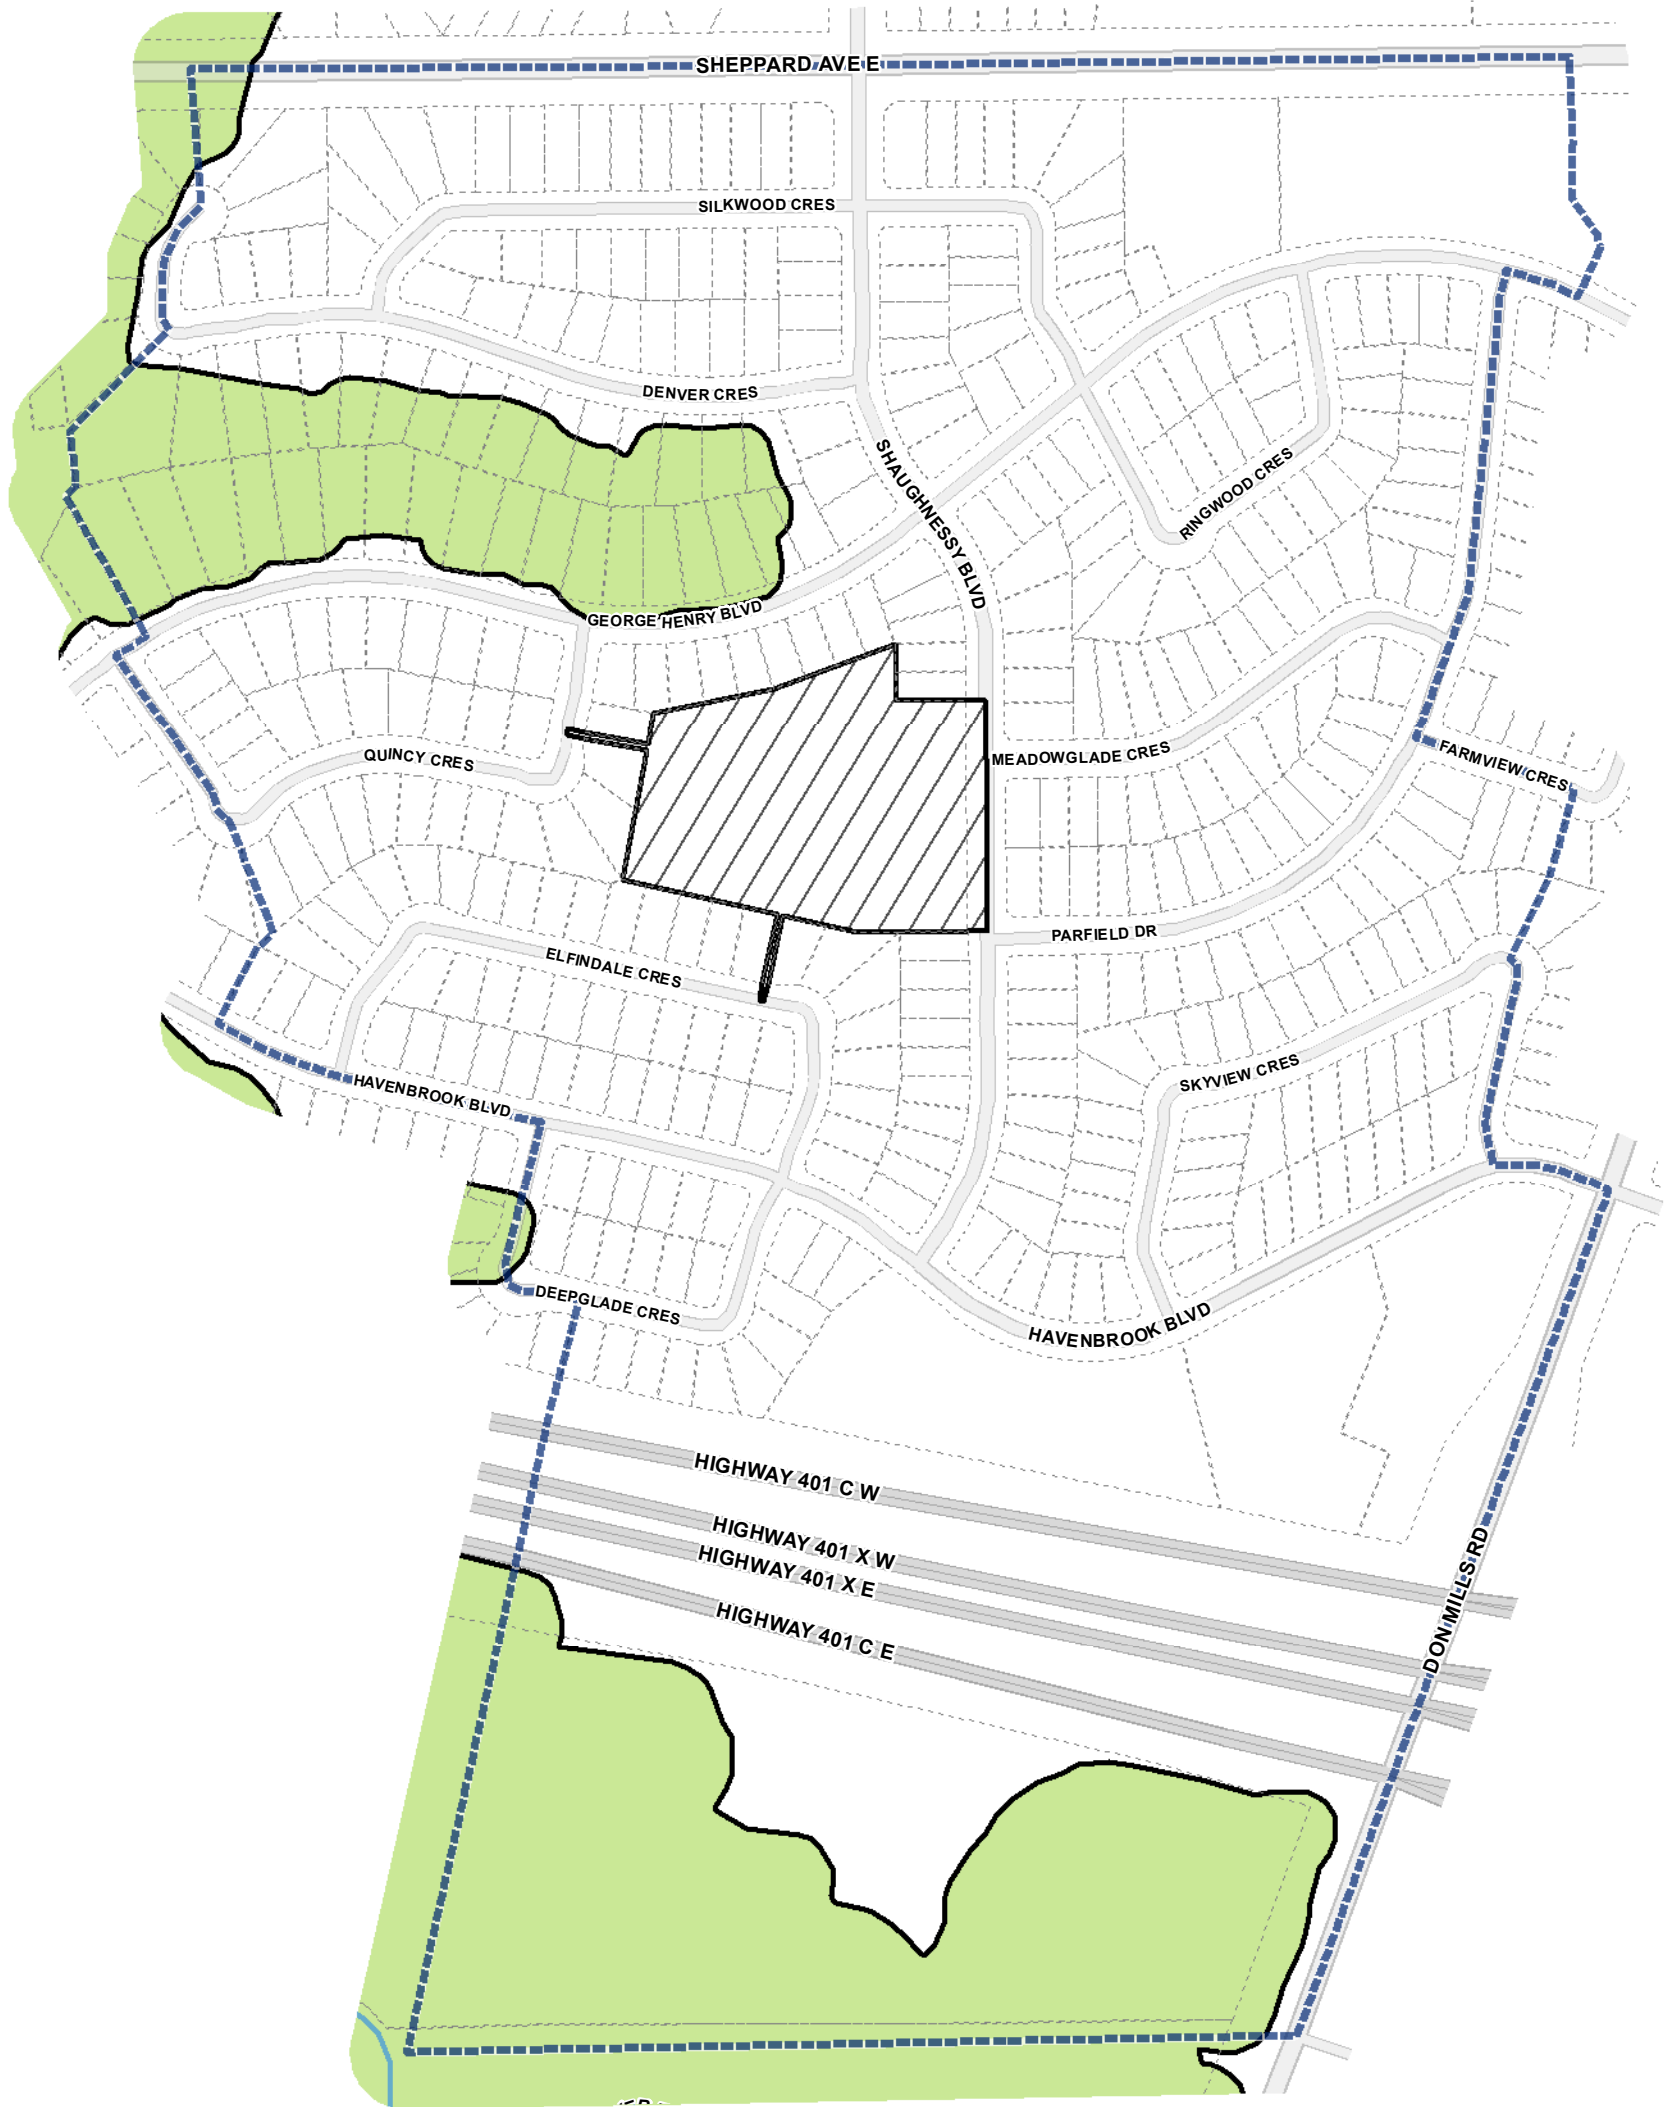 SHEPPARD AVE E
SILKWOOD CRES
DENVER CRES
SHAUGHNESSY BLVD
RINGWOOD CRES
GEORGE HENRY BLVD
MEADOWGLADE CRES
QUINCY CRES
FARMVIEW CRES
PARFIELD DR
ELFINDALE CRES
SKYVIEW CRES
HAVENBROOK BLVD
DEEPGLADE CRES
HAVENBROOK BLVD
HIGHWAY 401 C W
HIGHWAY 401 X W
HIGHWAY 401 X E
HIGHWAY 401 C E
DON MILLS RD